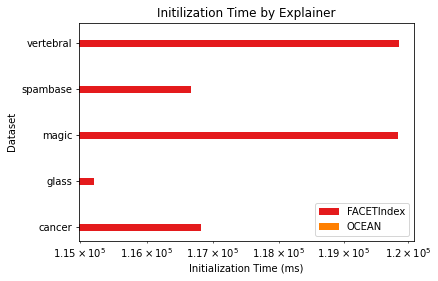 Initilization Time by Explainer
vertebral
spambase
magic
glass
cancer
Dataset
FACETIndex
OCEAN
1.15 × 10⁵ 1.16 × 10⁵ 1.17 × 10⁵ 1.18 × 10⁵ 1.19 × 10⁵ 1.2 × 10⁵
Initialization Time (ms)